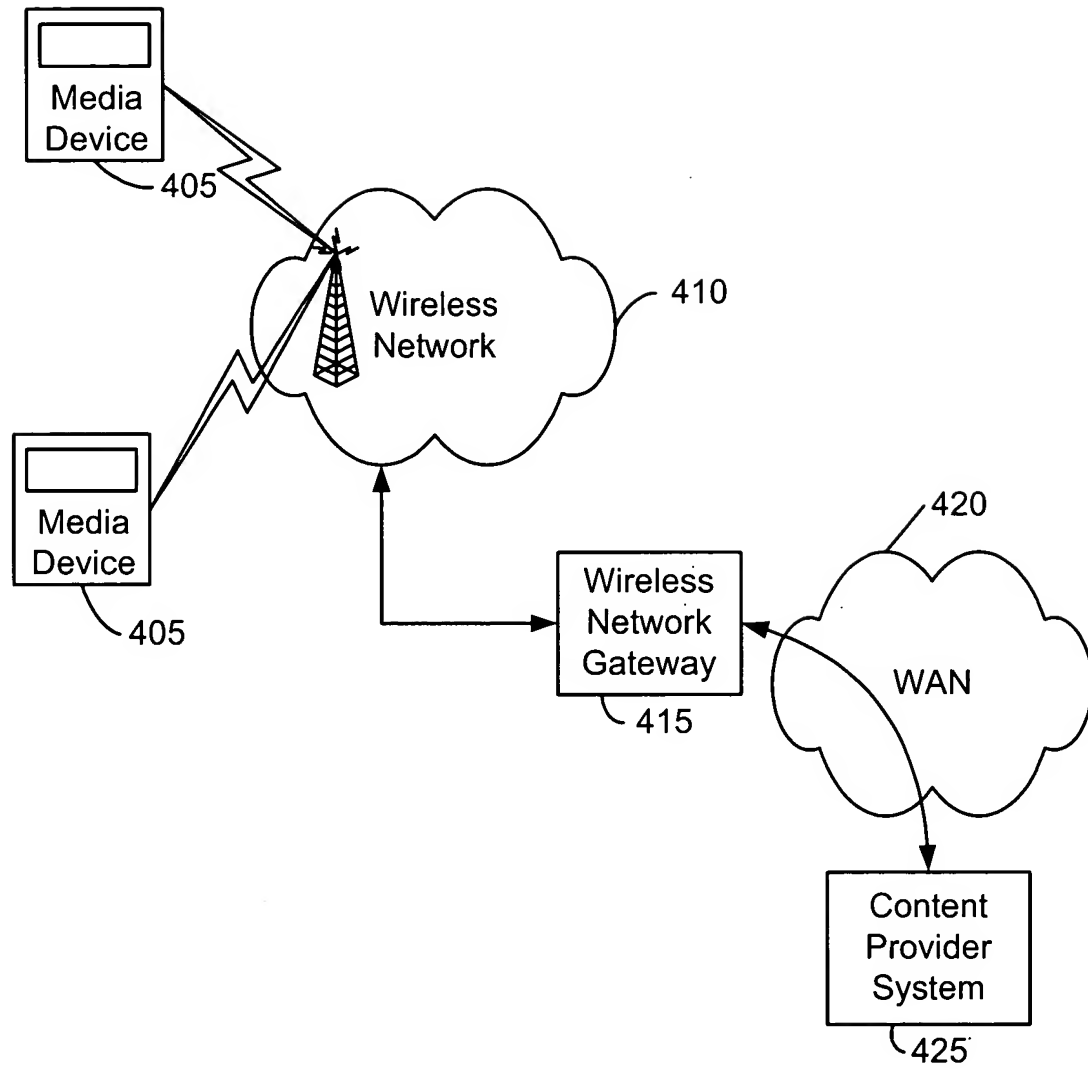 Media
Device
405
Wireless
Network
410
Media
Device
405
420
Wireless
Network
Gateway
415
WAN
Content
Provider
System
425